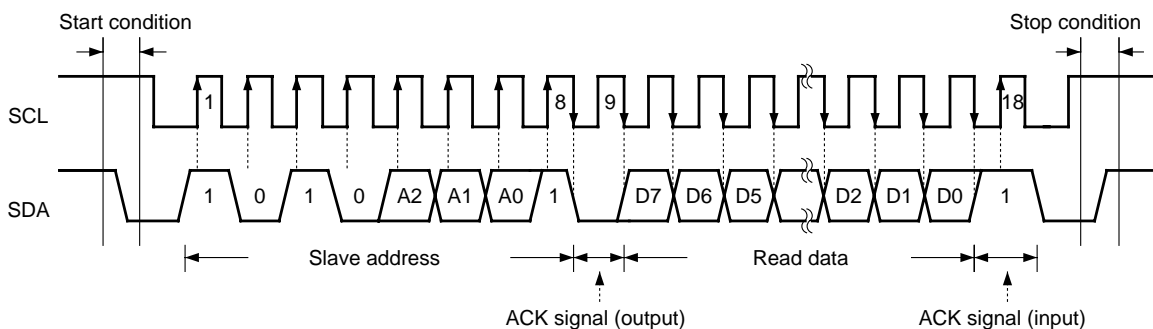 Start condition Stop condition
SCL 1 8 9 18
SDA 1 0 1 0 A2 A1 A0 1 D7 D6 D5 D2 D1 D0 1
Slave address Read data
ACK signal (output) ACK signal (input)